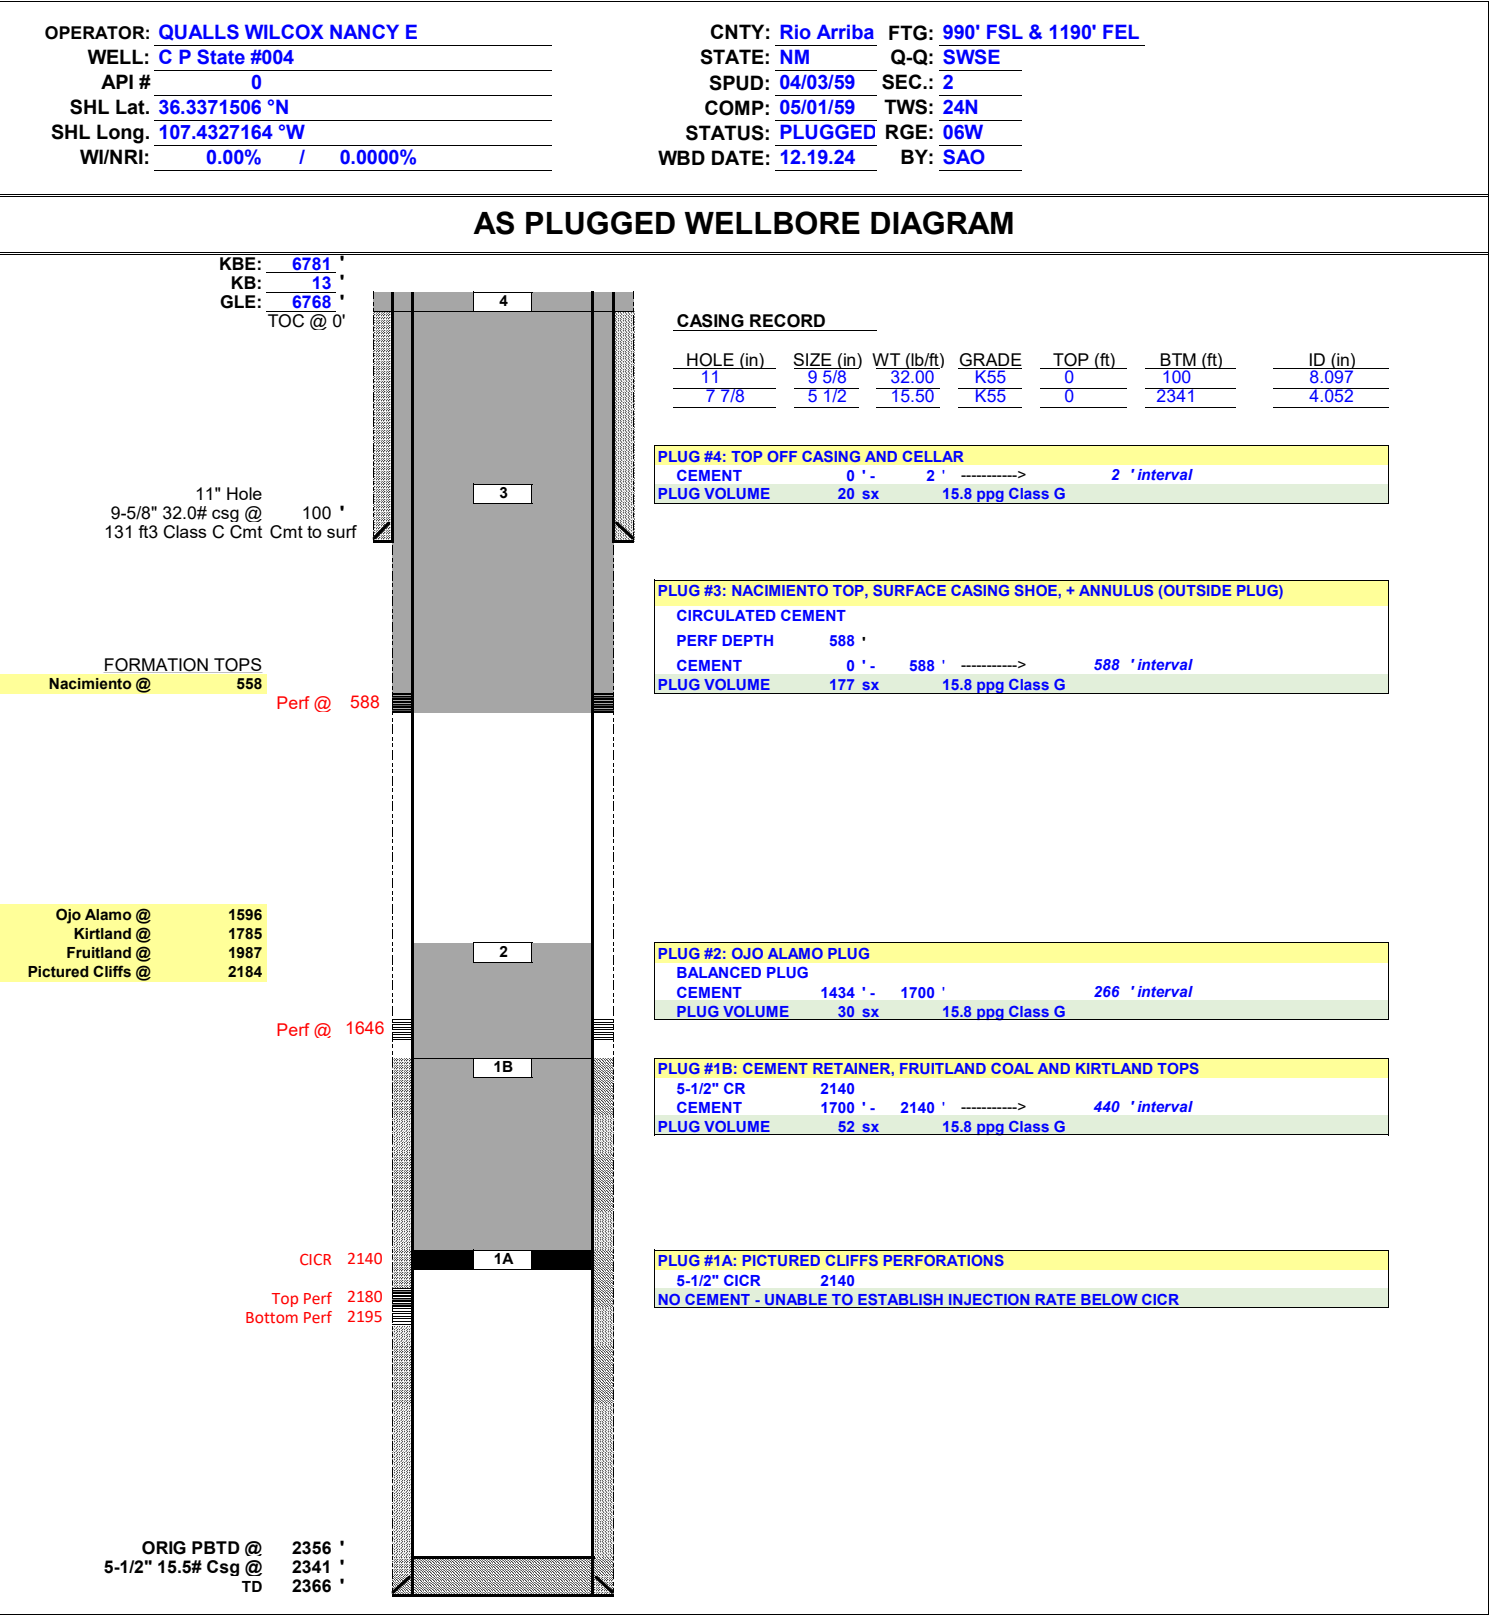 OPERATOR: QUALLS WILCOX NANCY E CNTY: Rio Arriba FTG: 990' FSL & 1190' FEL
WELL: C P State #004 STATE: NM Q-Q: SWSE
API # 0 SPUD: 04/03/59 SEC.: 2
SHL Lat. 36.3371506 °N COMP: 05/01/59 TWS: 24N
SHL Long. 107.4327164 °W STATUS: PLUGGED RGE: 06W
WI/NRI: 0.00% / 0.0000% WBD DATE: 12.19.24 BY: SAO
AS PLUGGED WELLBORE DIAGRAM
KBE: 6781 '
KB: 13 '
GLE: 6768 '
4
TOC @ 0'
CASING RECORD
HOLE (in) SIZE (in) WT (lb/ft) GRADE TOP (ft) BTM (ft) ID (in)
11 9 5/8 32.00 K55 0 100 8.097
7 7/8 5 1/2 15.50 K55 0 2341 4.052
PLUG #4: TOP OFF CASING AND CELLAR
CEMENT 0 ' - 2 ' -----------> 2 ' interval
PLUG VOLUME 20 sx 15.8 ppg Class G
3
11" Hole
9-5/8" 32.0# csg @ 100 '
131 ft3 Class C Cmt Cmt to surf
PLUG #3: NACIMIENTO TOP, SURFACE CASING SHOE, + ANNULUS (OUTSIDE PLUG)
CIRCULATED CEMENT
PERF DEPTH 588 '
CEMENT 0 ' - 588 ' -----------> 588 ' interval
PLUG VOLUME 177 sx 15.8 ppg Class G
FORMATION TOPS
Nacimiento @ 558
Perf @ 588
Ojo Alamo @ 1596
Kirtland @ 1785
Fruitland @ 1987
Pictured Cliffs @ 2184
2
PLUG #2: OJO ALAMO PLUG
BALANCED PLUG
CEMENT 1434 ' - 1700 ' 266 ' interval
PLUG VOLUME 30 sx 15.8 ppg Class G
Perf @ 1646
1B
PLUG #1B: CEMENT RETAINER, FRUITLAND COAL AND KIRTLAND TOPS
5-1/2" CR 2140
CEMENT 1700 ' - 2140 ' -----------> 440 ' interval
PLUG VOLUME 52 sx 15.8 ppg Class G
CICR 2140
1A
PLUG #1A: PICTURED CLIFFS PERFORATIONS
5-1/2" CICR 2140
NO CEMENT - UNABLE TO ESTABLISH INJECTION RATE BELOW CICR
Top Perf 2180
Bottom Perf 2195
ORIG PBTD @ 2356 '
5-1/2" 15.5# Csg @ 2341 '
TD 2366 '